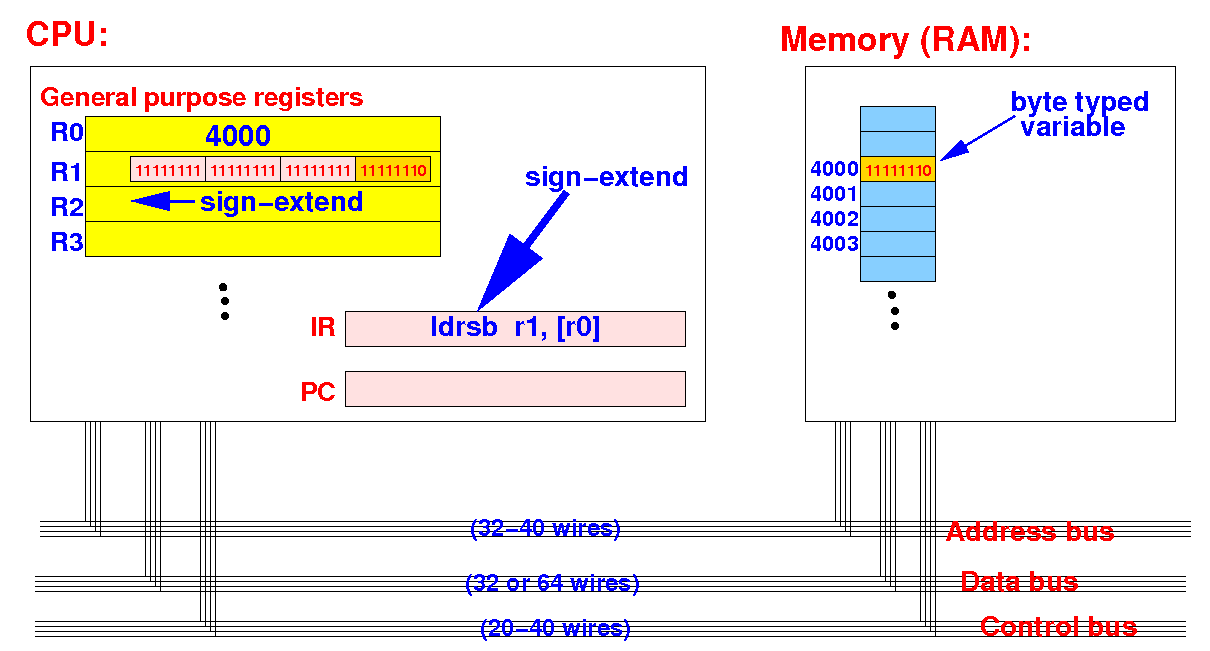 CPU:
Memory (RAM):
General purpose registers
byte typed
variable
R0 4000
R1 11111111 11111111 11111111 11111110
R2 sign-extend
R3
sign-extend
4000 11111110
4001
4002
4003
IR ldrsb r1, [r0]
PC
(32-40 wires) Address bus
(32 or 64 wires) Data bus
(20-40 wires) Control bus